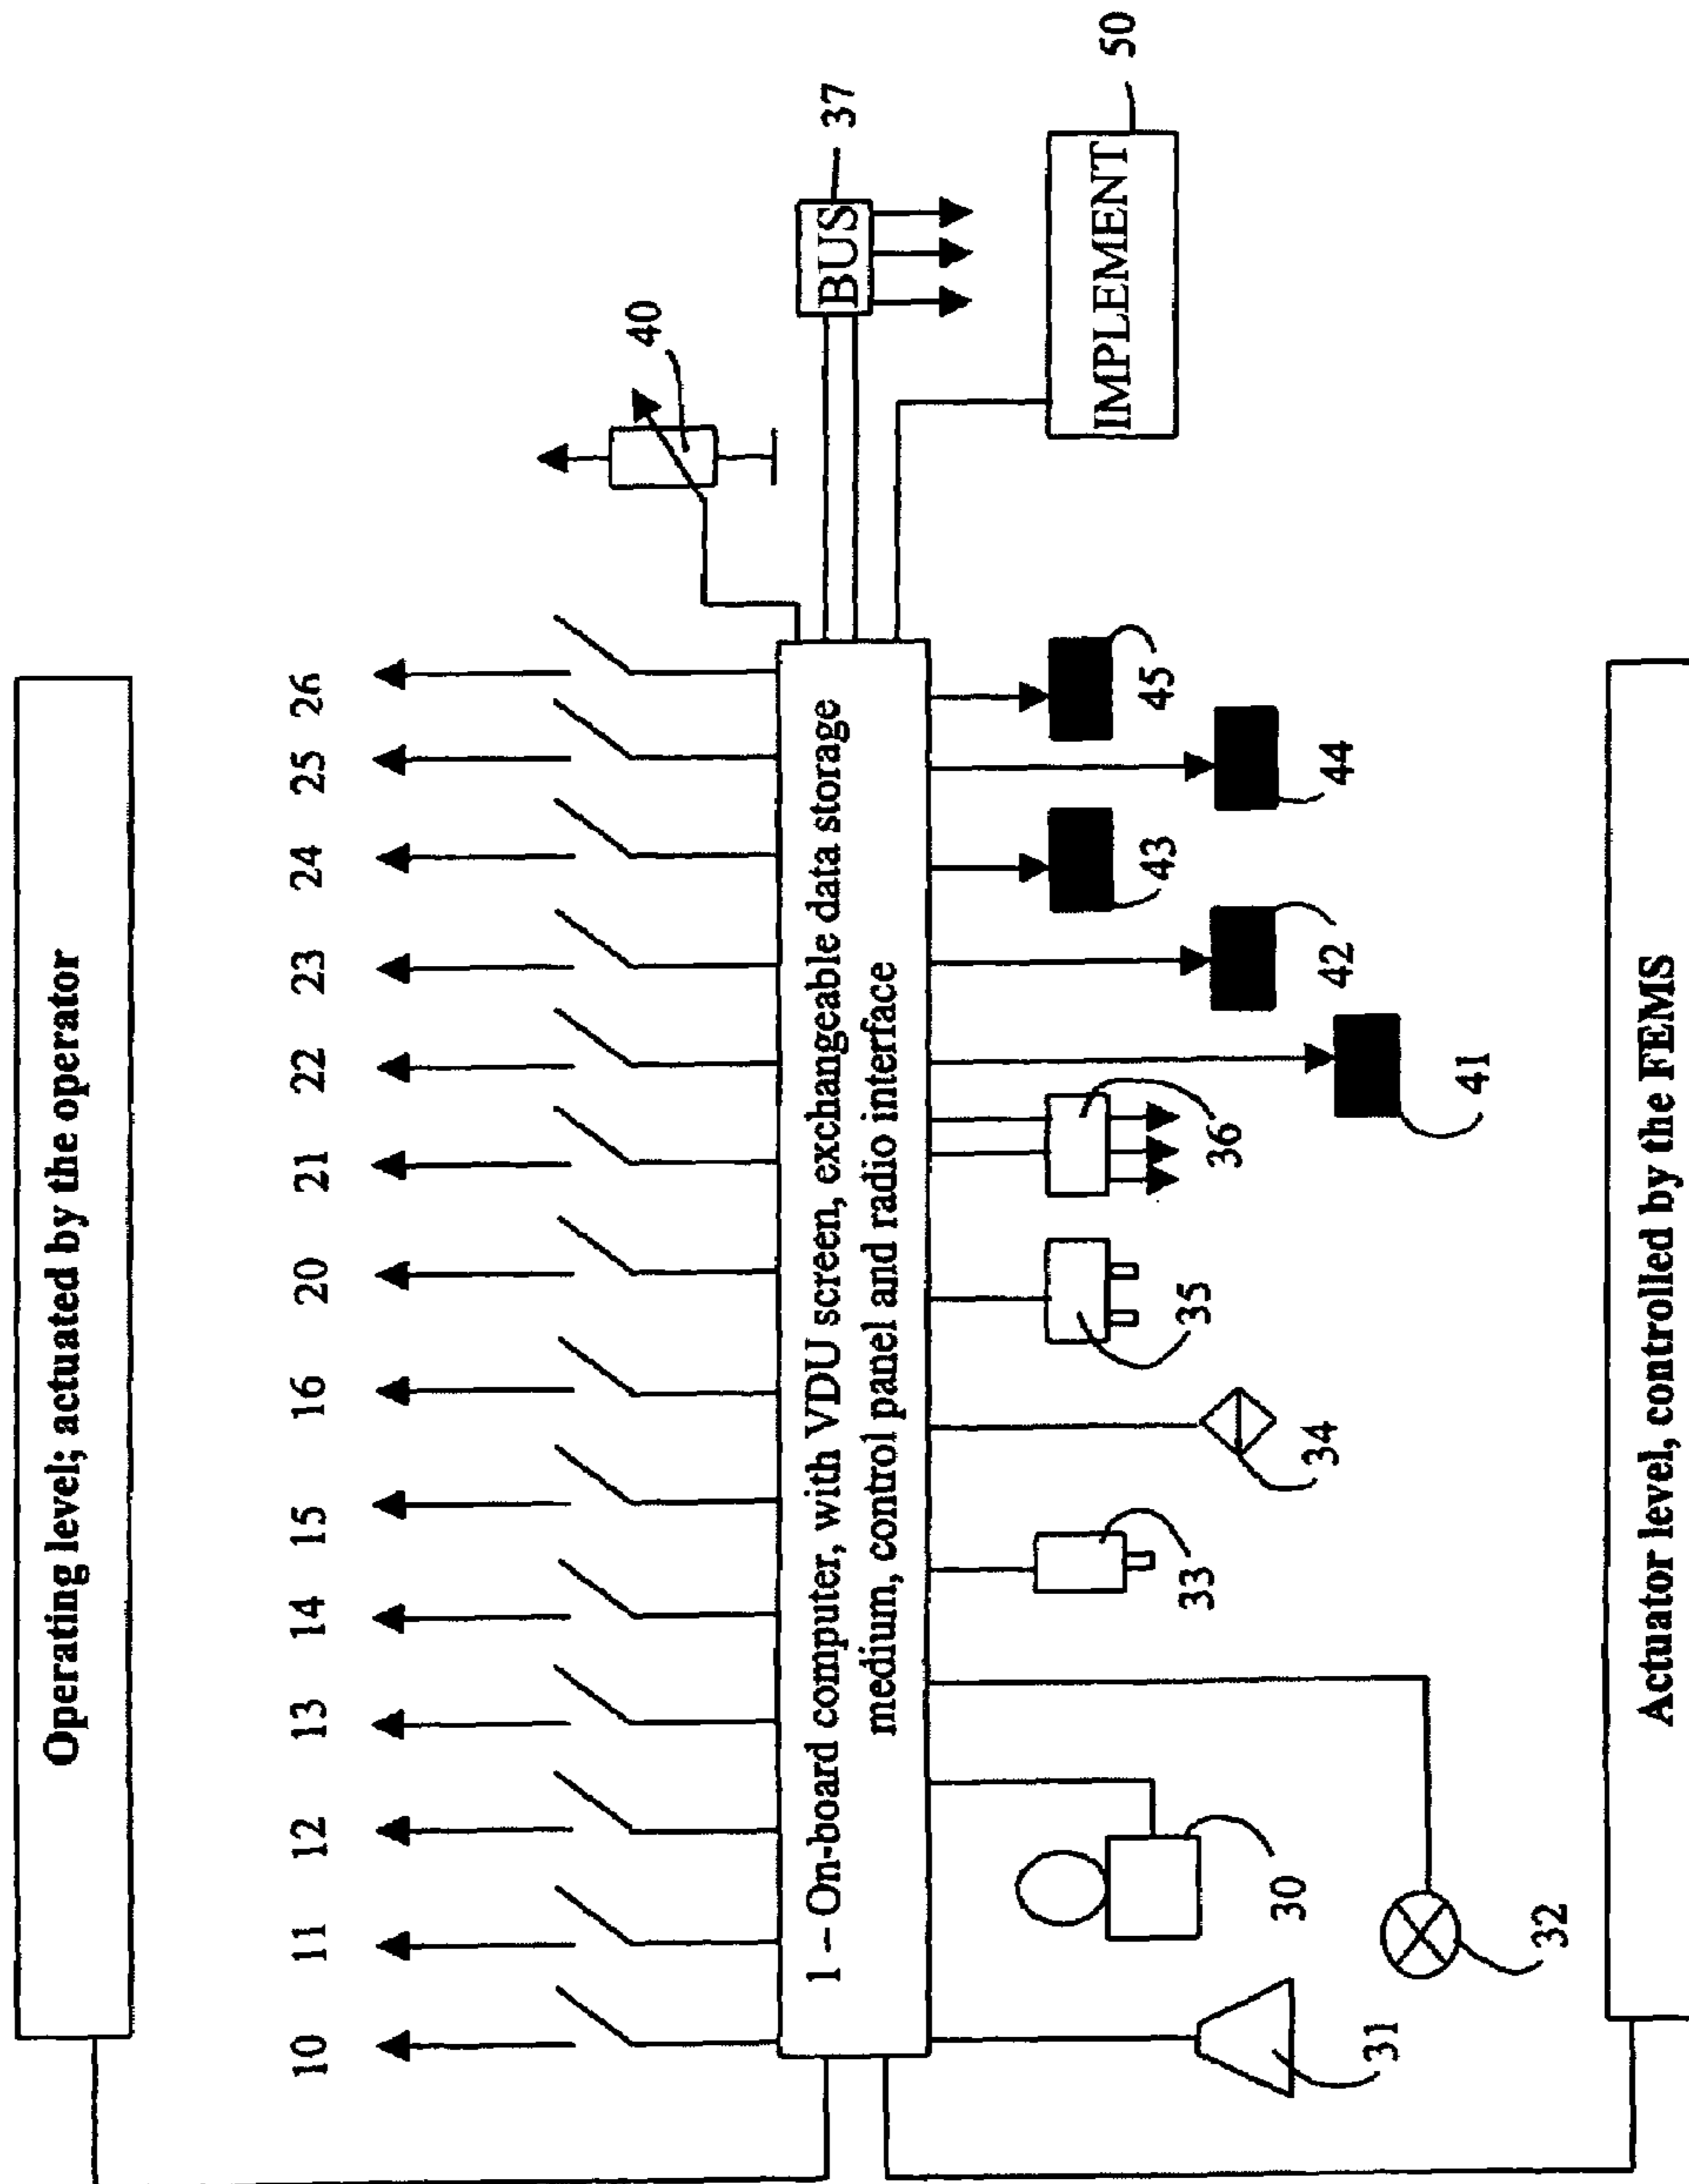 Operating level; actuated by the operator
10 11 12 13 14 15 16 20 21 22 23 24 25 26
40
1 – On-board computer, with VDU screen, exchangeable data storage
medium, control panel and radio interface
BUS
37
IMPLEMENT
50
31
30
32
33
34
35
36
41
42
43
44
45
Actuator level, controlled by the FEMS